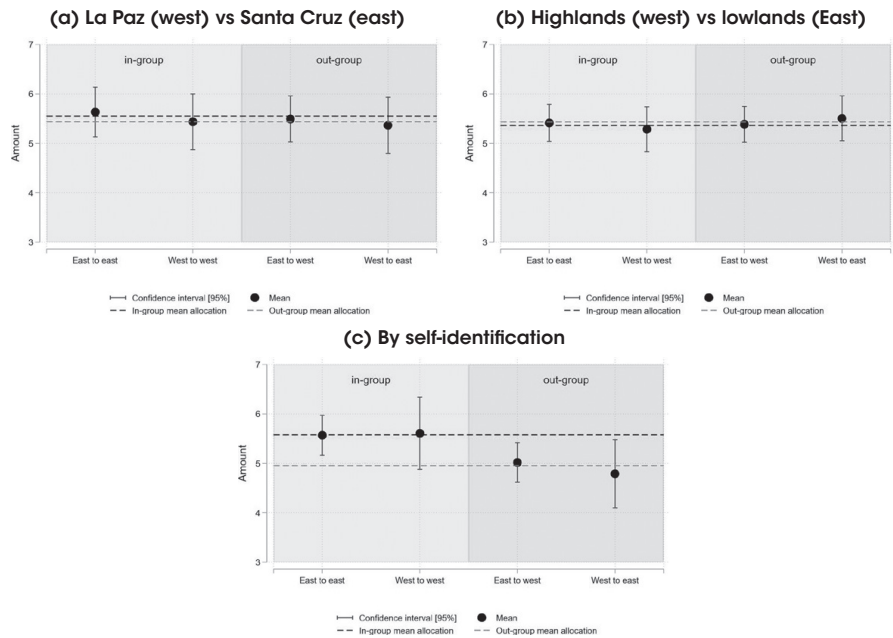 (a) La Paz (west) vs Santa Cruz (east)
7
6
5
4
3
Amount
in-group
out-group
East to east
West to west
East to west
West to east
Confidence interval [95%]
Mean
In-group mean allocation
Out-group mean allocation
(b) Highlands (west) vs lowlands (East)
7
6
5
4
3
Amount
in-group
out-group
East to east
West to west
East to west
West to east
Confidence interval [95%]
Mean
In-group mean allocation
Out-group mean allocation
(c) By self-identification
7
6
5
4
3
Amount
in-group
out-group
East to east
West to west
East to west
West to east
Confidence interval [95%]
Mean
In-group mean allocation
Out-group mean allocation